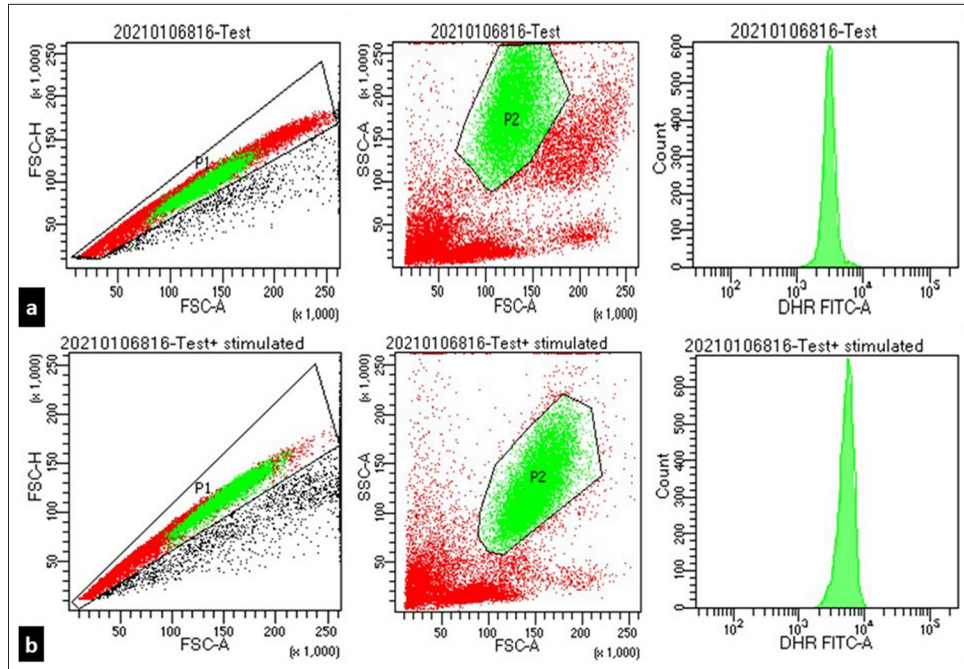 20210106816-Test
20210106816-Test
20210106816-Test
FSC-H
(x 1,000)
50 100 150 200 250
P1
50 100 150 200 250
FSC-A
(x 1,000)
SSC-A
(x 1,000)
50 100 150 200 250
P2
50 100 150 200 250
FSC-A
(x 1,000)
Count
0 100 200 300 400 500 600
10² 10³ 10⁴ 10⁵
DHR FITC-A
a
20210106816-Test+ stimulated
20210106816-Test+ stimulated
20210106816-Test+ stimulated
FSC-H
(x 1,000)
50 100 150 200 250
P1
50 100 150 200 250
FSC-A
(x 1,000)
SSC-A
(x 1,000)
50 100 150 200 250
P2
50 100 150 200 250
FSC-A
(x 1,000)
Count
0 100 200 300 400 500 600
10² 10³ 10⁴ 10⁵
DHR FITC-A
b